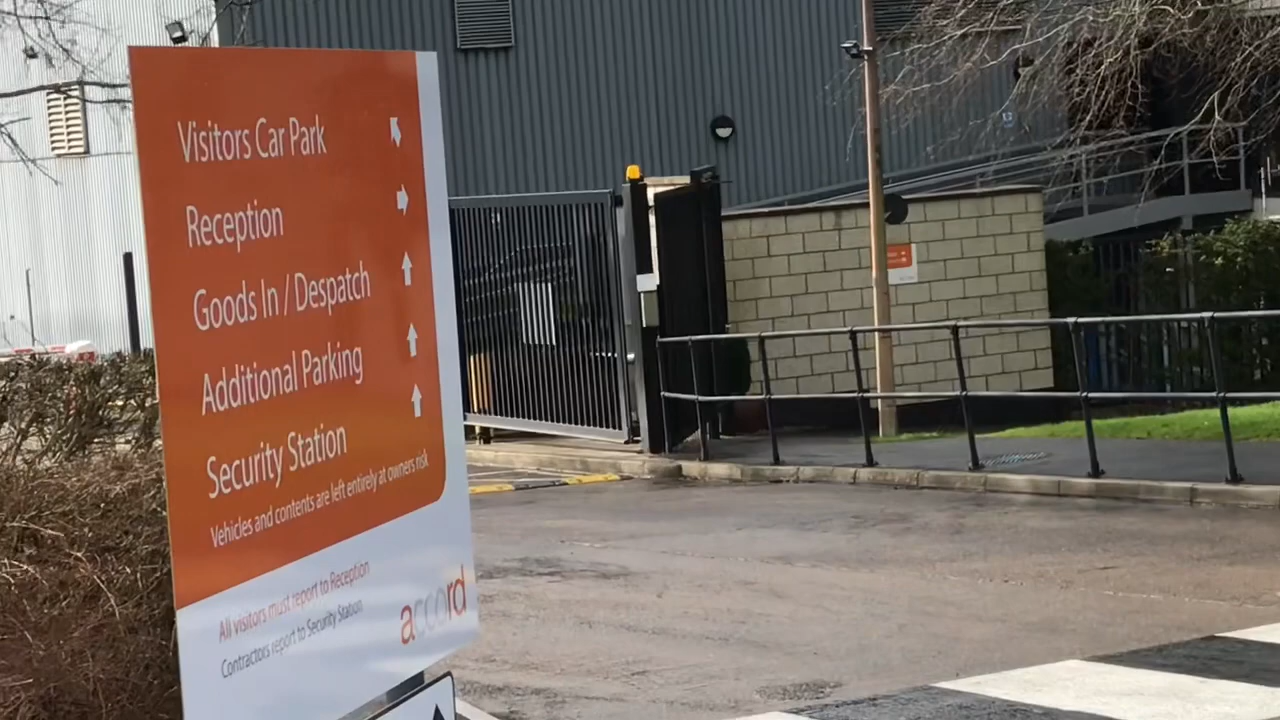 Visitors Car Park
Reception
Goods In / Despatch
Additional Parking
Security Station
Vehicles and contents are left entirely at owners risk
All visitors must report to Reception
Contractors report to Security Station
accord